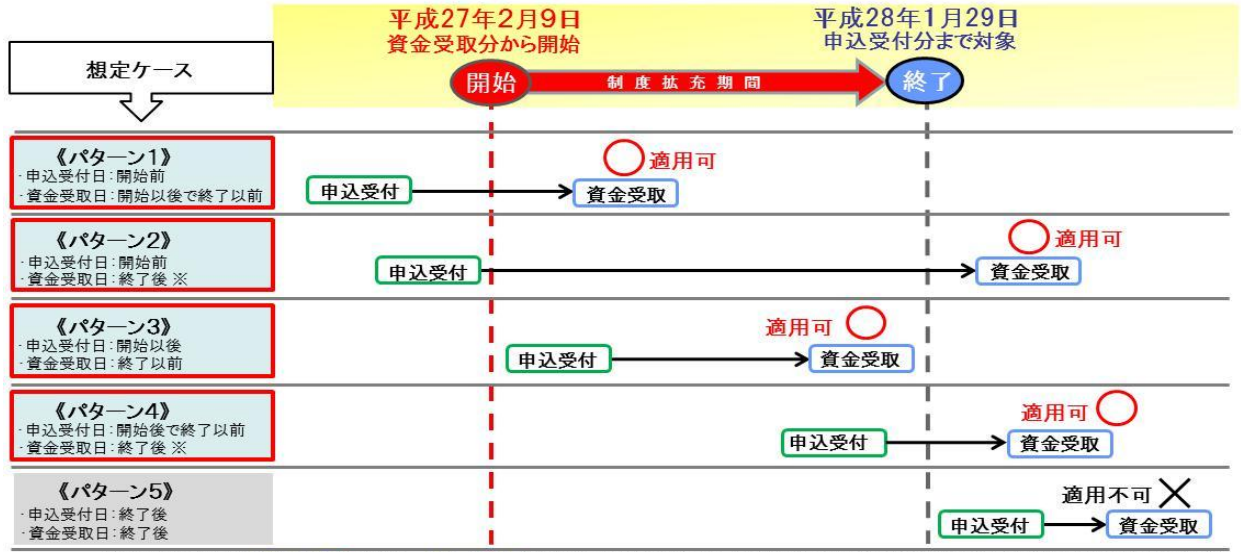 平成27年2月9日
資金受取分から開始
平成28年1月29日
申込受付分まで対象
想定ケース
開始
制度拡充期間
終了
《パターン1》
・申込受付日：開始前
・資金受取日：開始以後で終了以前
申込受付
資金受取
適用可
《パターン2》
・申込受付日：開始前
・資金受取日：終了後 ※
申込受付
資金受取
適用可
《パターン3》
・申込受付日：開始以後
・資金受取日：終了以前
申込受付
資金受取
適用可
《パターン4》
・申込受付日：開始後で終了以前
・資金受取日：終了後 ※
申込受付
資金受取
適用可
《パターン5》
・申込受付日：終了後
・資金受取日：終了後
申込受付
資金受取
適用不可